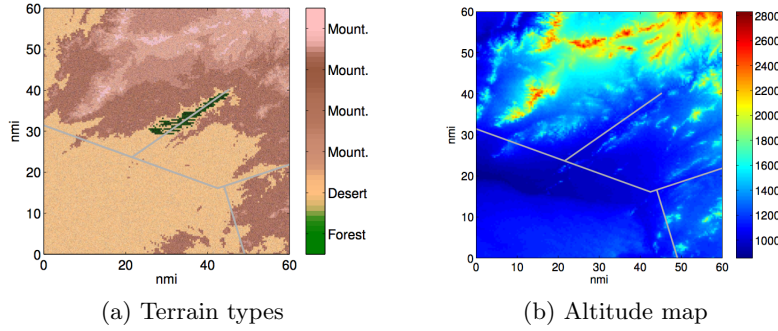 60
50
40
30
20
10
0
nmi
0 20 40 60
nmi
Mount.
Mount.
Mount.
Mount.
Desert
Forest
(a) Terrain types
60
50
40
30
20
10
0
nmi
0 10 20 30 40 50 60
nmi
2800
2600
2400
2200
2000
1800
1600
1400
1200
1000
(b) Altitude map